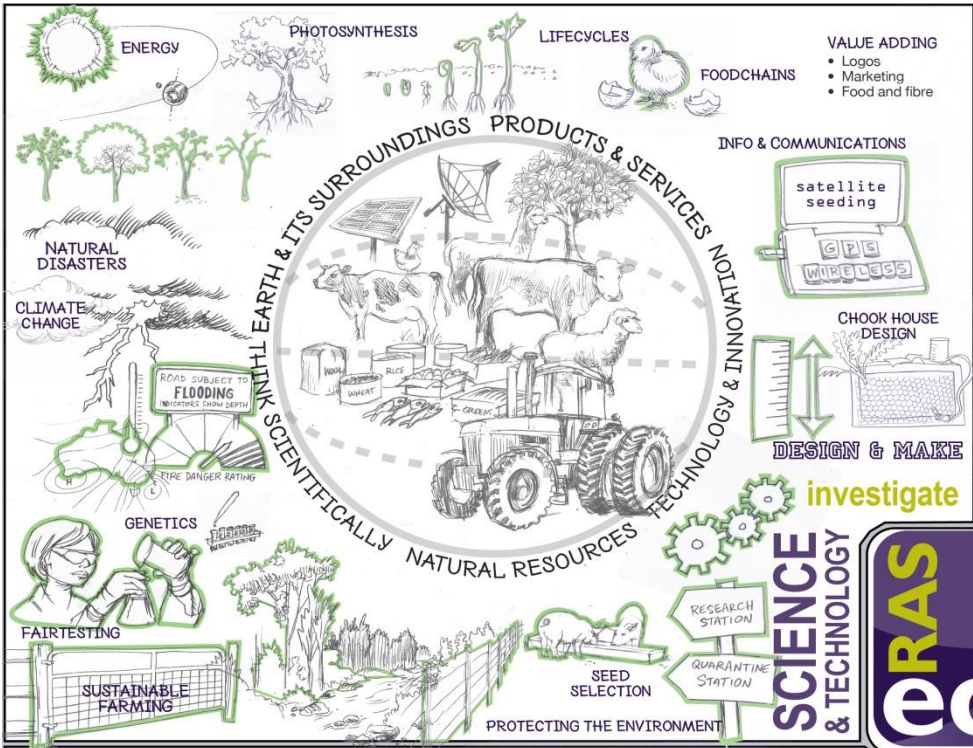 ENERGY
PHOTOSYNTHESIS
LIFECYCLES
FOODCHAINS
VALUE ADDING
• Logos
• Marketing
• Food and fibre
INFO & COMMUNICATIONS
satellite
seeding
GPS
WIRELESS
NATURAL
DISASTERS
CLIMATE
CHANGE
THINK SCIENTIFICALLY
EARTH & ITS SURROUNDINGS
PRODUCTS & SERVICES
TECHNOLOGY & INNOVATION
NATURAL RESOURCES
WOOL
WHEAT
RICE
GREENS
CHOOK HOUSE
DESIGN
DESIGN & MAKE
ROAD SUBJECT TO
FLOODING
INDICATORS SHOW DEPTH
FIRE DANGER RATING
H
L
GENETICS
FAIRTESTING
SUSTAINABLE
FARMING
SEED
SELECTION
PROTECTING THE ENVIRONMENT
RESEARCH
STATION
QUARANTINE
STATION
investigate
SCIENCE
& TECHNOLOGY
RAS